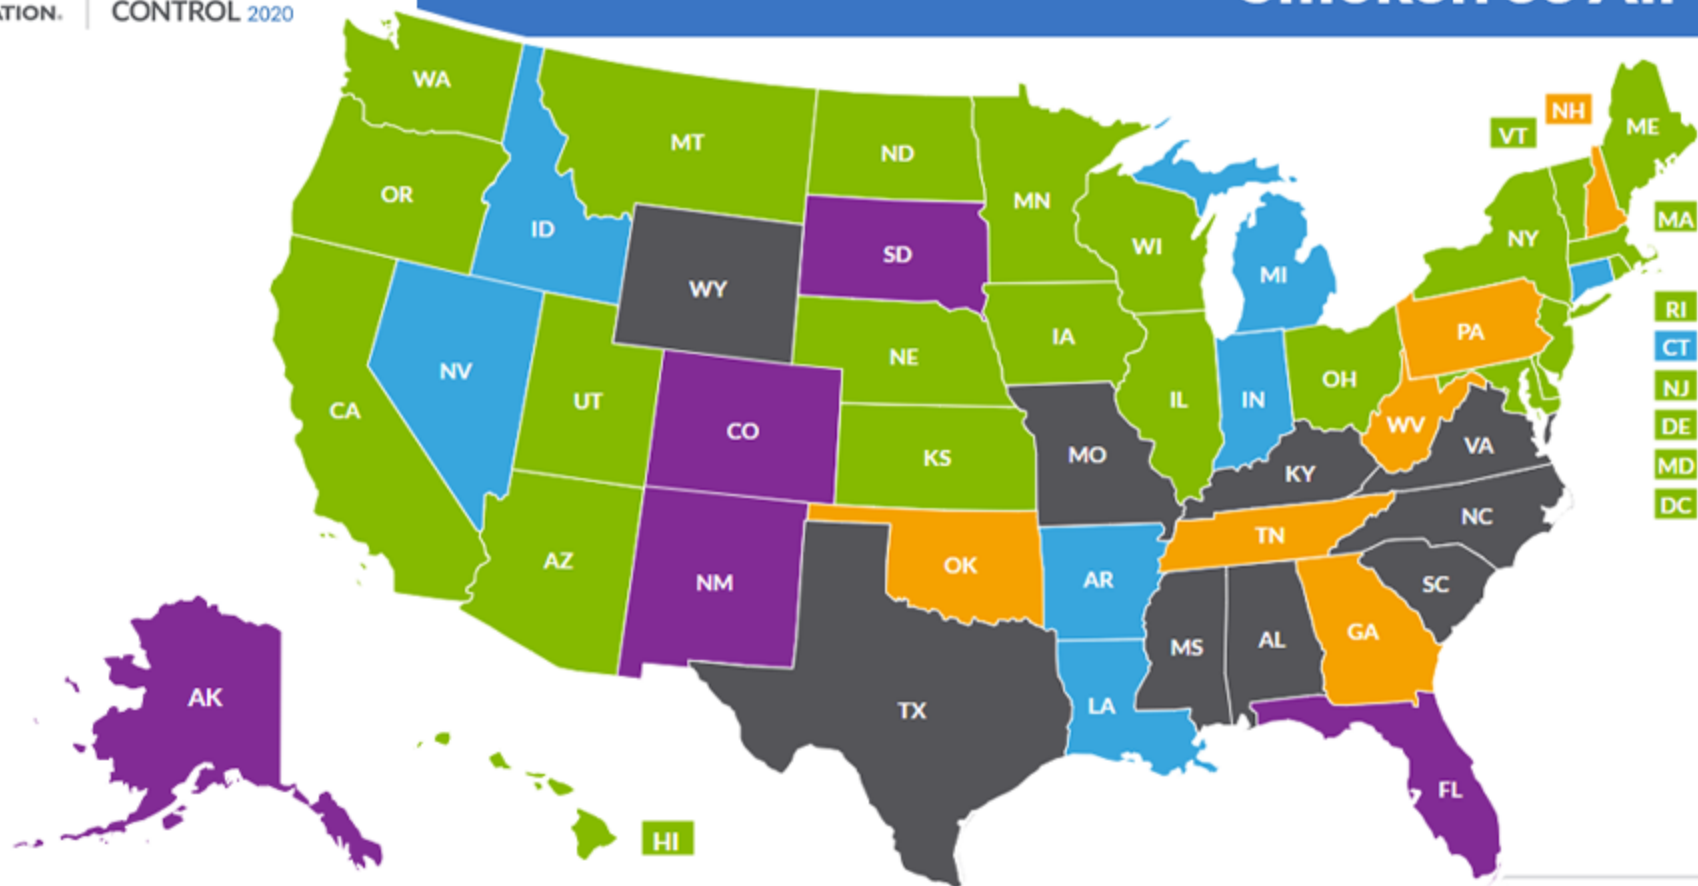 CONTROL 2020
WA
MT
ND
MN
OR
ID
WY
SD
WI
MI
NY
VT
NH
ME
MA
RI
CT
NJ
DE
MD
DC
NV
UT
CA
CO
NE
IA
IL
IN
OH
PA
WV
VA
KS
MO
KY
NC
TN
SC
AZ
NM
OK
AR
MS
AL
GA
TX
LA
FL
AK
HI